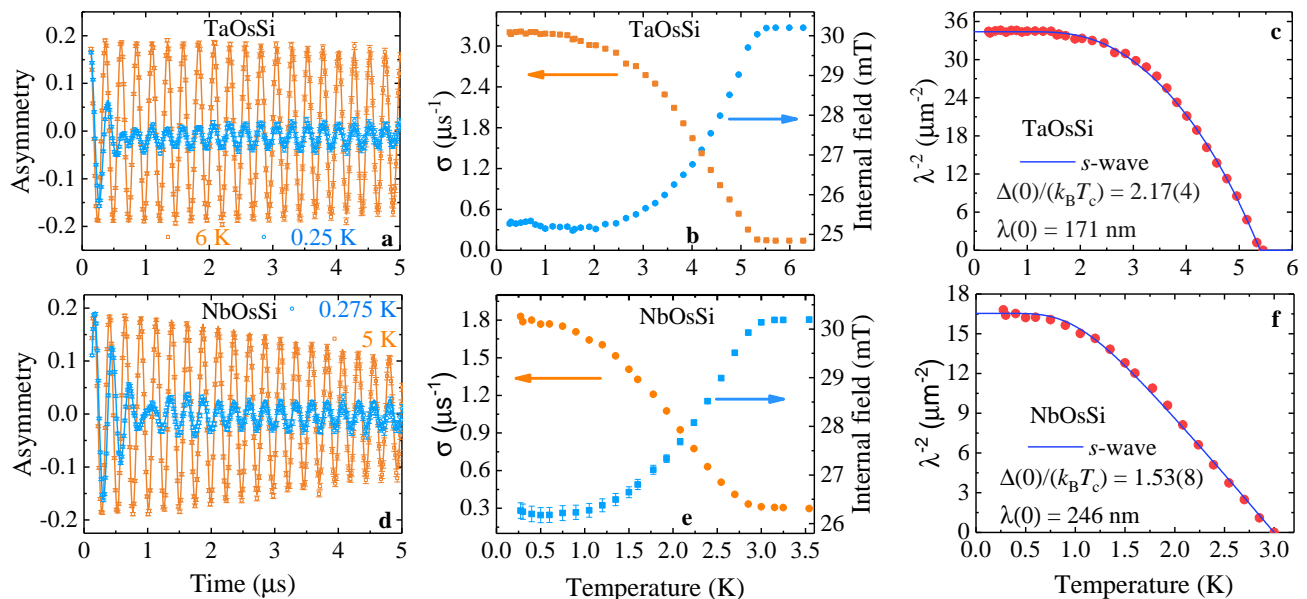 TaOsSi
0.2
0.1
0.0
-0.1
-0.2
Asymmetry
6 K
0.25 K
a
0 1 2 3 4 5
TaOsSi
3.3
2.4
1.2
0.6
0.0
σ (μs-1)
b
30
29
28
27
26
25
Internal field (mT)
0 1 2 3 4 5 6
c
36
30
24
18
12
6
0
λ-2 (μm-2)
TaOsSi
s-wave
Δ(0)/(kBTc) = 2.17(4)
λ(0) = 171 nm
0 1 2 3 4 5 6
NbOsSi
0.275 K
5 K
0.2
0.1
0.0
-0.1
-0.2
Asymmetry
d
0 1 2 3 4 5
Time (μs)
NbOsSi
1.8
1.5
1.2
0.9
0.6
0.3
σ (μs-1)
e
30
29
28
27
26
Internal field (mT)
0.0 0.5 1.0 1.5 2.0 2.5 3.0 3.5
Temperature (K)
f
18
15
12
9
6
3
0
λ-2 (μm-2)
NbOsSi
s-wave
Δ(0)/(kBTc) = 1.53(8)
λ(0) = 246 nm
0.0 0.5 1.0 1.5 2.0 2.5 3.0
Temperature (K)